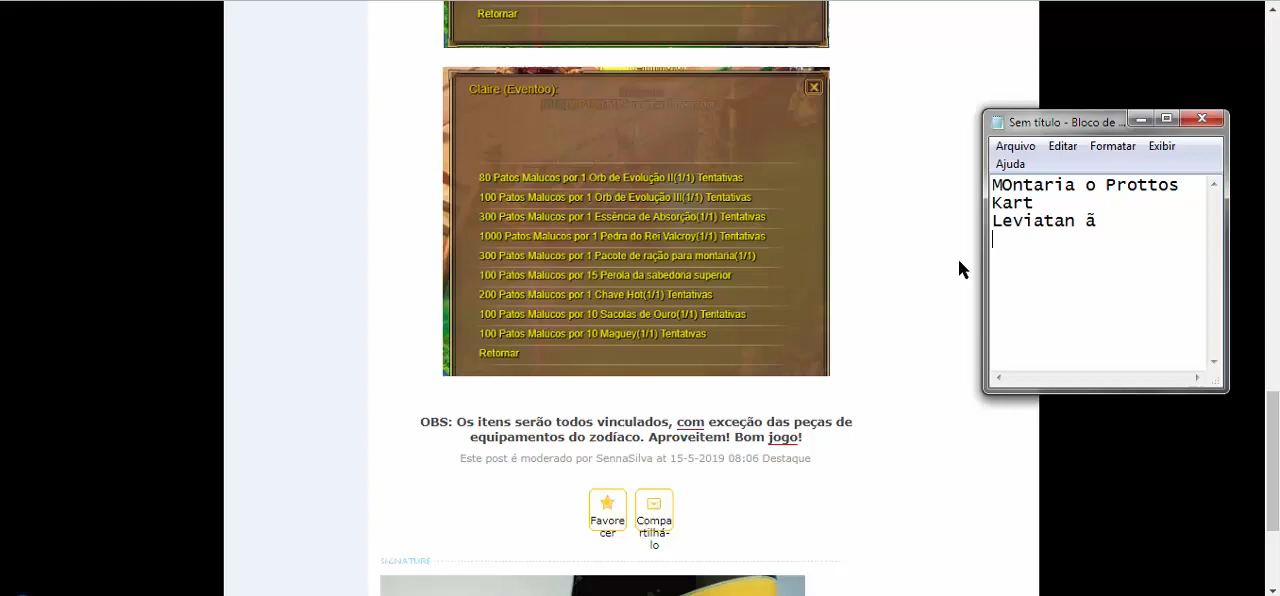 Retornar
Claire (Eventoo):
80 Patos Malucos por 1 Orb de Evolução II(1/1) Tentativas
100 Patos Malucos por 1 Orb de Evolução III(1/1) Tentativas
300 Patos Malucos por 1 Essência de Absorção(1/1) Tentativas
1000 Patos Malucos por 1 Pedra do Rei Valcroy(1/1) Tentativas
300 Patos Malucos por 1 Pacote de ração para montaria(1/1)
100 Patos Malucos por 15 Perola da sabedoria superior
200 Patos Malucos por 1 Chave Hot(1/1) Tentativas
100 Patos Malucos por 10 Sacolas de Ouro(1/1) Tentativas
100 Patos Malucos por 10 Maguey(1/1) Tentativas
Retornar
OBS: Os itens serão todos vinculados, com exceção das peças de
equipamentos do zodíaco. Aproveitem! Bom jogo!
Este post é moderado por SennaSilva at 15-5-2019 08:06 Destaque
Favore
cer
Compa
rtilhá-
lo
SIGNATURE
Sem título - Bloco de ...
Arquivo Editar Formatar Exibir
Ajuda
MOntaria o Prottos
Kart
Leviatan ã